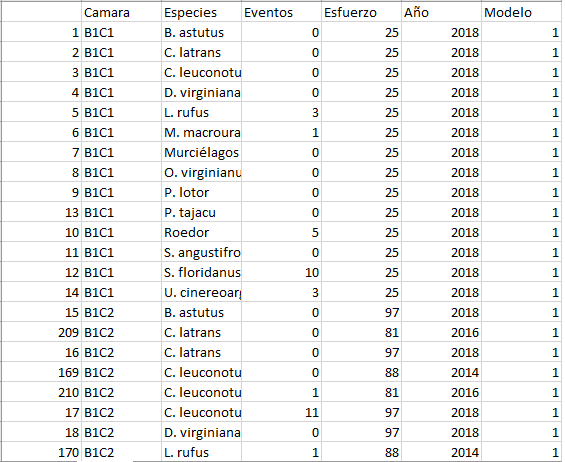 Camara Especies Eventos Esfuerzo Año Modelo
1 B1C1 B. astutus 0 25 2018 1
2 B1C1 C. latrans 0 25 2018 1
3 B1C1 C. leuconotu 0 25 2018 1
4 B1C1 D. virginiana 0 25 2018 1
5 B1C1 L. rufus 3 25 2018 1
6 B1C1 M. macroura 1 25 2018 1
7 B1C1 Murciélagos 0 25 2018 1
8 B1C1 O. virginianu 0 25 2018 1
9 B1C1 P. lotor 0 25 2018 1
13 B1C1 P. tajacu 0 25 2018 1
10 B1C1 Roedor 5 25 2018 1
11 B1C1 S. angustifro 0 25 2018 1
12 B1C1 S. floridanus 10 25 2018 1
14 B1C1 U. cinereoar 3 25 2018 1
15 B1C2 B. astutus 0 97 2018 1
209 B1C2 C. latrans 0 81 2016 1
16 B1C2 C. latrans 0 97 2018 1
169 B1C2 C. leuconotu 0 88 2014 1
210 B1C2 C. leuconotu 1 81 2016 1
17 B1C2 C. leuconotu 11 97 2018 1
18 B1C2 D. virginiana 0 97 2018 1
170 B1C2 L. rufus 1 88 2014 1